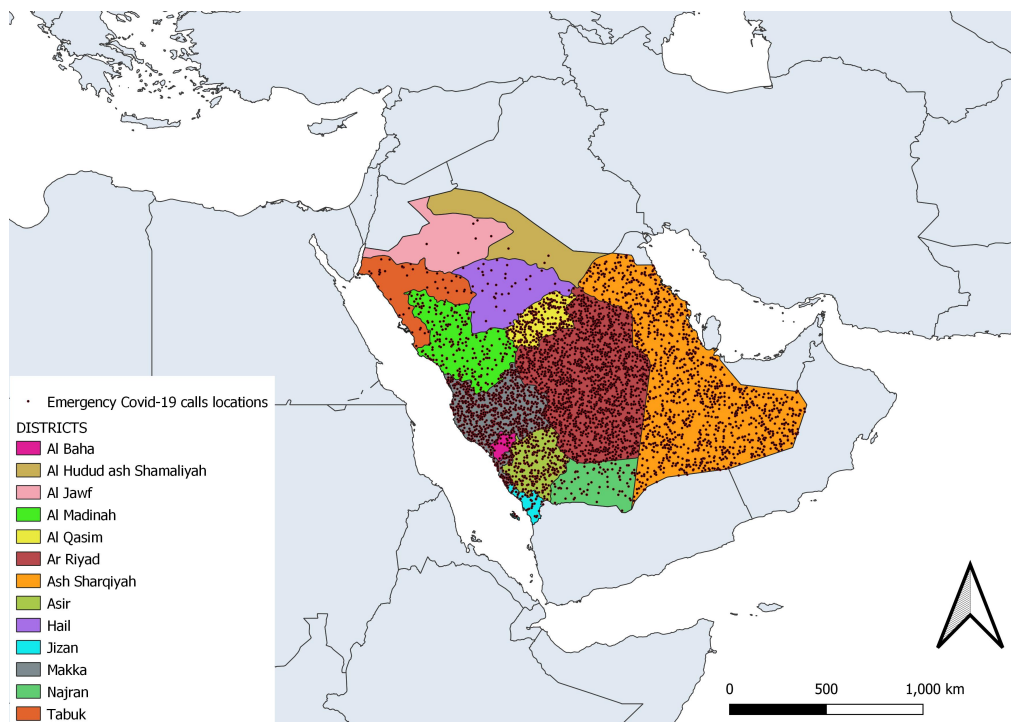 Emergency Covid-19 calls locations
DISTRICTS
Al Baha
Al Hudud ash Shamaliyah
Al Jawf
Al Madinah
Al Qasim
Ar Riyad
Ash Sharqiyah
Asir
Hail
Jizan
Makka
Najran
Tabuk
0 500 1,000 km